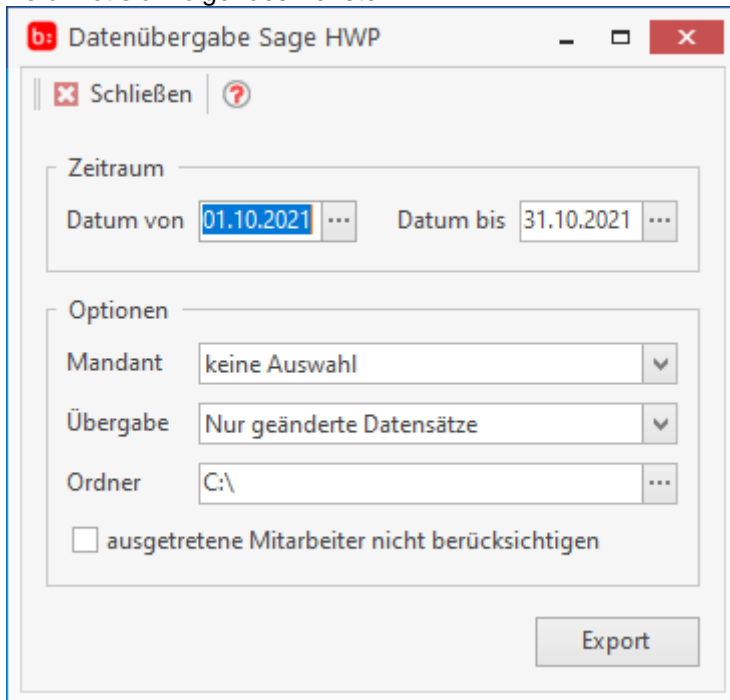 b: Datenübergabe Sage HWP
Schließen
Zeitraum
Datum von 01.10.2021 ... Datum bis 31.10.2021 ...
Optionen
Mandant keine Auswahl
Übergabe Nur geänderte Datensätze
Ordner C:\ ...
ausgetretene Mitarbeiter nicht berücksichtigen
Export